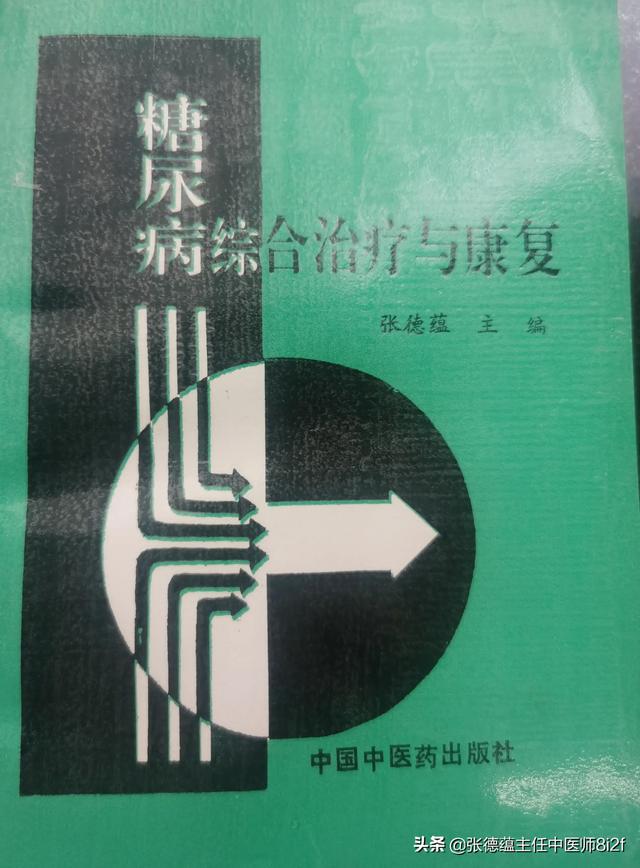 糖尿病综合治疗与康复
张德蕴 主 编
中国中医药出版社
头条 @张德蕴主任中医师8i2f